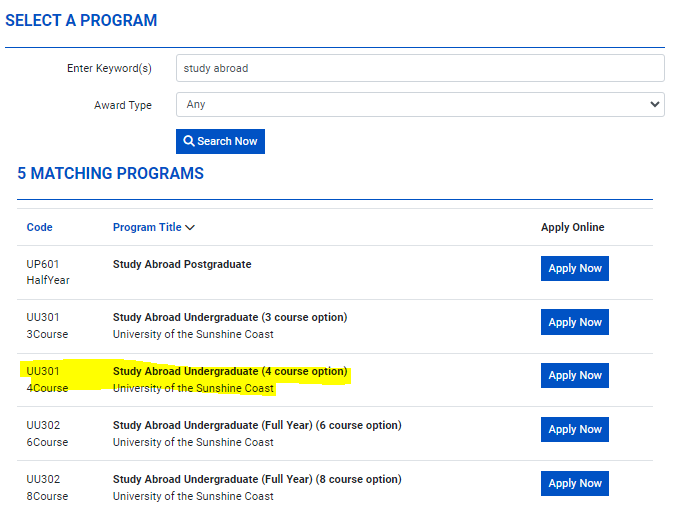 SELECT A PROGRAM
Enter Keyword(s) study abroad
Award Type Any
Search Now
5 MATCHING PROGRAMS
Code Program Title Apply Online
UP601 Study Abroad Postgraduate Apply Now
HalfYear
UU301 Study Abroad Undergraduate (3 course option) Apply Now
3Course University of the Sunshine Coast
UU301 Study Abroad Undergraduate (4 course option) Apply Now
4Course University of the Sunshine Coast
UU302 Study Abroad Undergraduate (Full Year) (6 course option) Apply Now
6Course University of the Sunshine Coast
UU302 Study Abroad Undergraduate (Full Year) (8 course option) Apply Now
8Course University of the Sunshine Coast